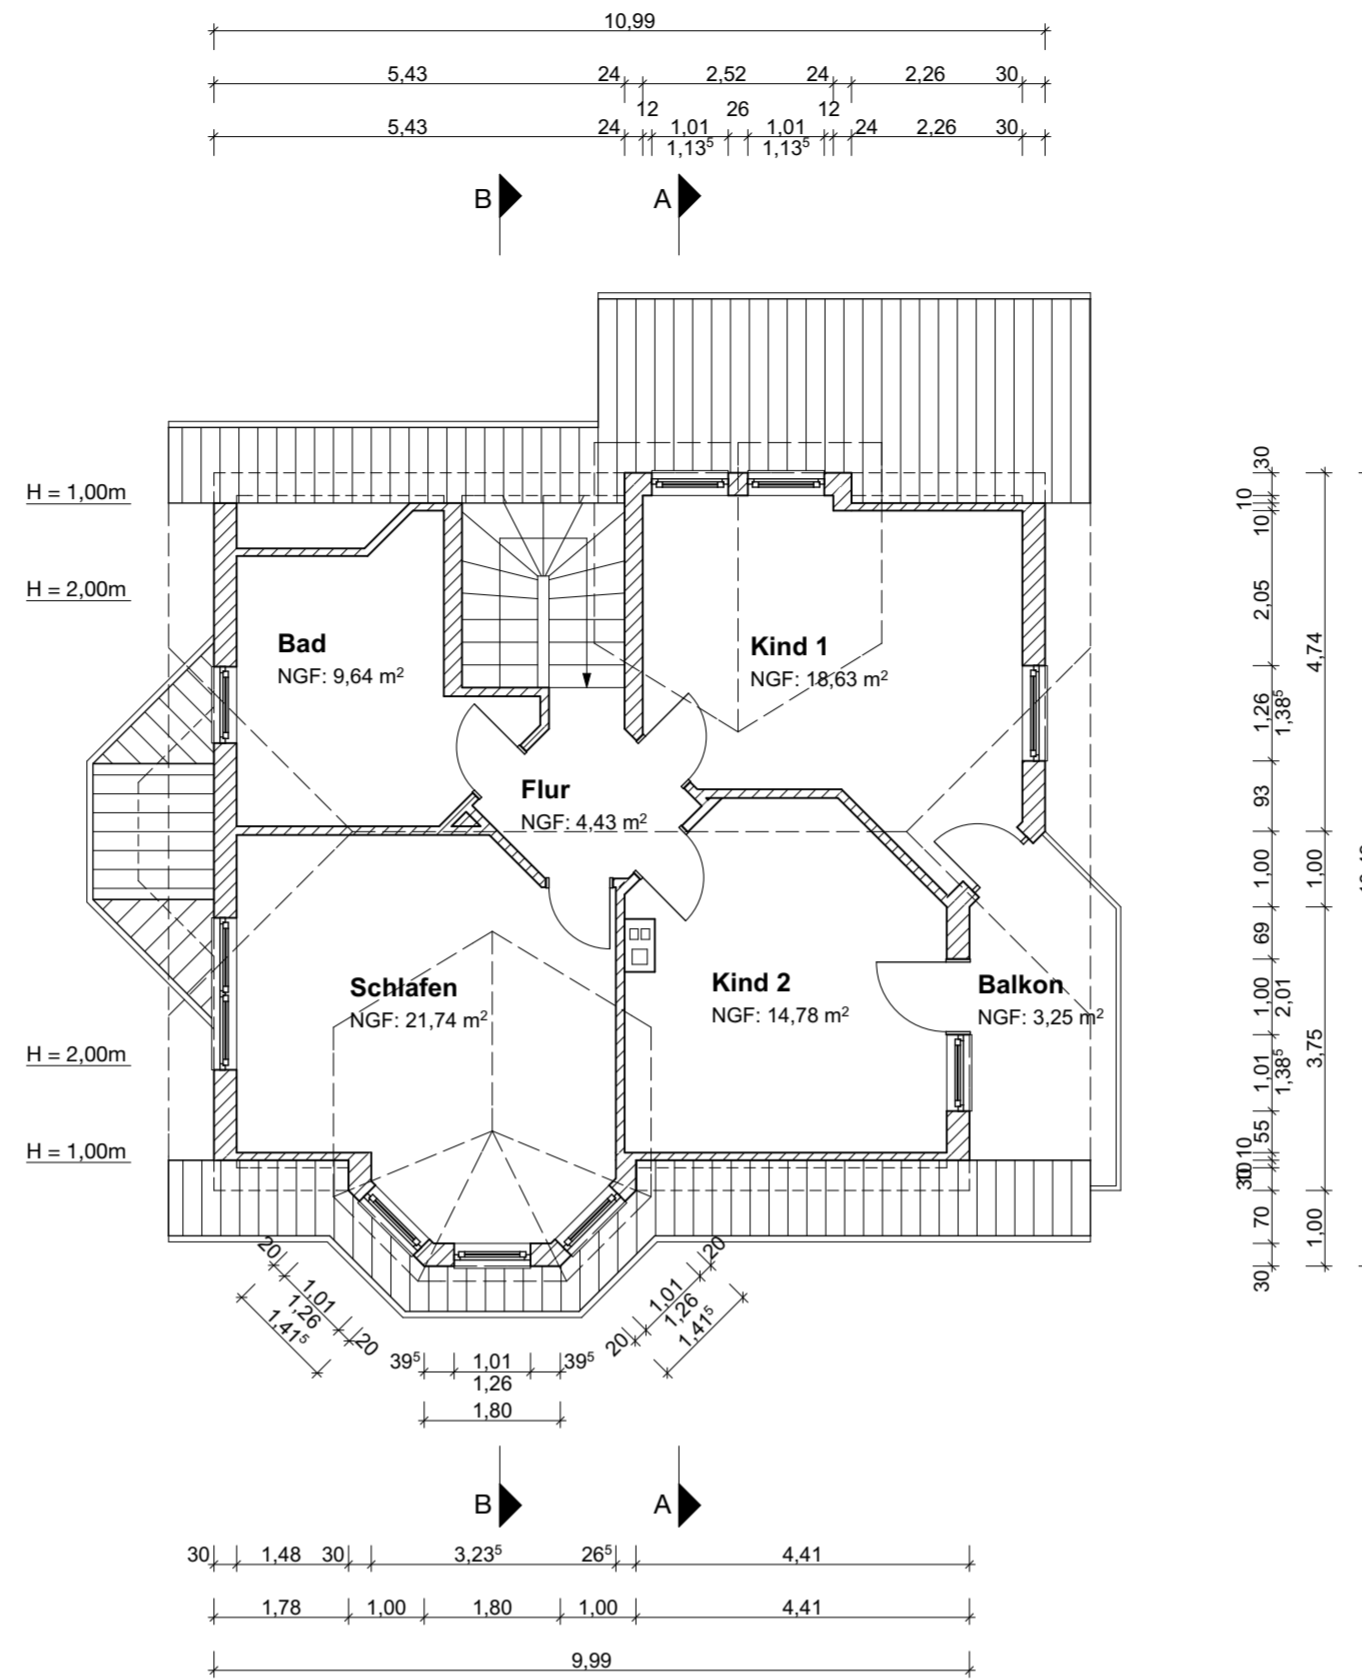 10,99
5,43 24 2,52 24 2,26 30
12 26 12
5,43 24 1,01 1,01 24 2,26 30
1,13⁵ 1,13⁵
B A
H = 1,00m
H = 2,00m
Bad
NGF: 9,64 m²
Kind 1
NGF: 18,63 m²
Flur
NGF: 4,43 m²
Schlafen
NGF: 21,74 m²
Kind 2
NGF: 14,78 m²
Balkon
NGF: 3,25 m²
H = 2,00m
H = 1,00m
30
10
10
2,05
4,74
1,26
1,38⁵
93
1,00
1,00
69
1,00
2,01
3,75
1,01
1,38⁵
55
10
30
70
1,00
30
20
1,01
1,26
1,41⁵
20
20
1,01
1,26
1,41⁵
20
39⁵ 1,01 39⁵
1,26
1,80
B A
30 1,48 30 3,23⁵ 26⁵ 4,41
1,78 1,00 1,80 1,00 4,41
9,99